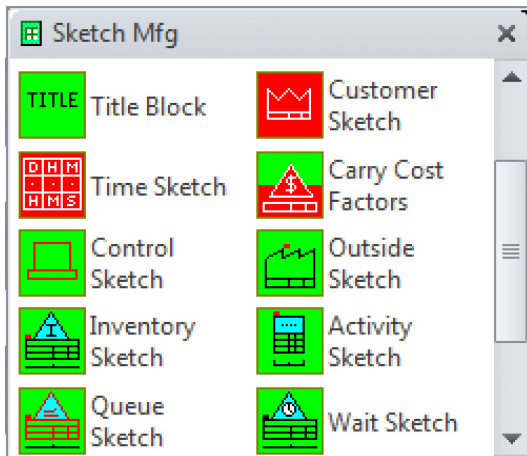 Sketch Mfg
TITLE
Title Block
Customer
Sketch
D H M
H M S
Time Sketch
$
Carry Cost
Factors
Control
Sketch
Outside
Sketch
I
Inventory
Sketch
Activity
Sketch
Queue
Sketch
Wait Sketch